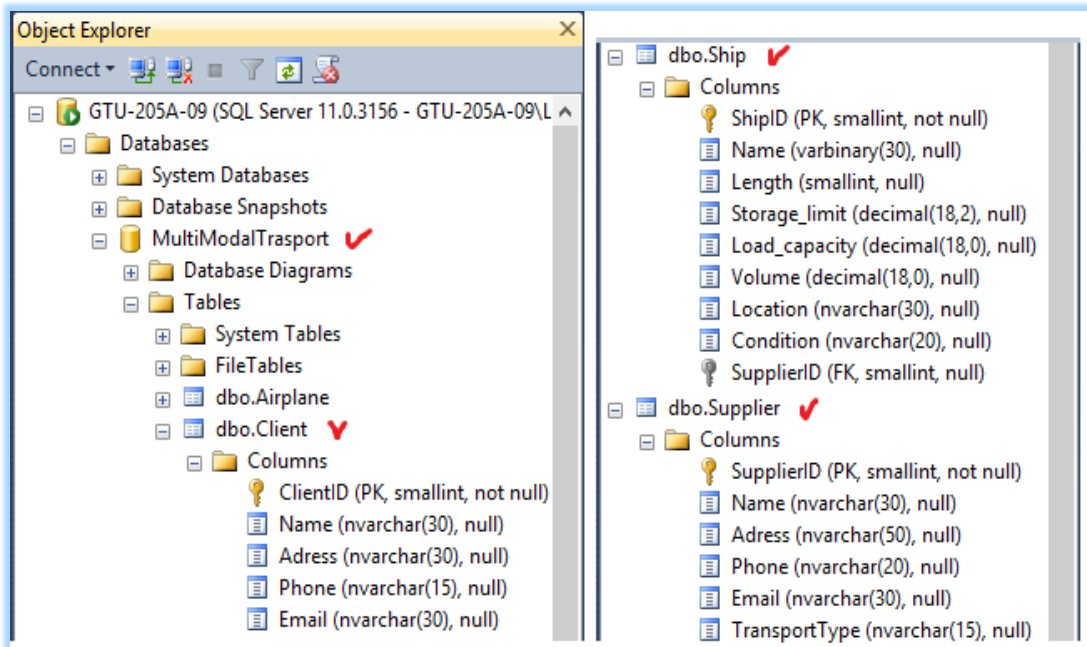 Object Explorer
Connect
GTU-205A-09 (SQL Server 11.0.3156 - GTU-205A-09\L
Databases
System Databases
Database Snapshots
MultiModalTrasport
Database Diagrams
Tables
System Tables
FileTables
dbo.Airplane
dbo.Client
Columns
ClientID (PK, smallint, not null)
Name (nvarchar(30), null)
Adress (nvarchar(30), null)
Phone (nvarchar(15), null)
Email (nvarchar(30), null)
dbo.Ship
Columns
ShipID (PK, smallint, not null)
Name (varbinary(30), null)
Length (smallint, null)
Storage_limit (decimal(18,2), null)
Load_capacity (decimal(18,0), null)
Volume (decimal(18,0), null)
Location (nvarchar(30), null)
Condition (nvarchar(20), null)
SupplierID (FK, smallint, null)
dbo.Supplier
Columns
SupplierID (PK, smallint, not null)
Name (nvarchar(30), null)
Adress (nvarchar(50), null)
Phone (nvarchar(20), null)
Email (nvarchar(30), null)
TransportType (nvarchar(15), null)